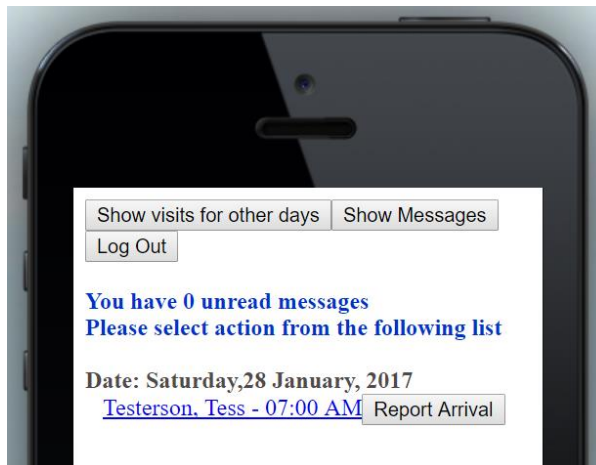 Show visits for other days Show Messages
Log Out
You have 0 unread messages
Please select action from the following list
Date: Saturday,28 January, 2017
Testerson, Tess - 07:00 AM Report Arrival